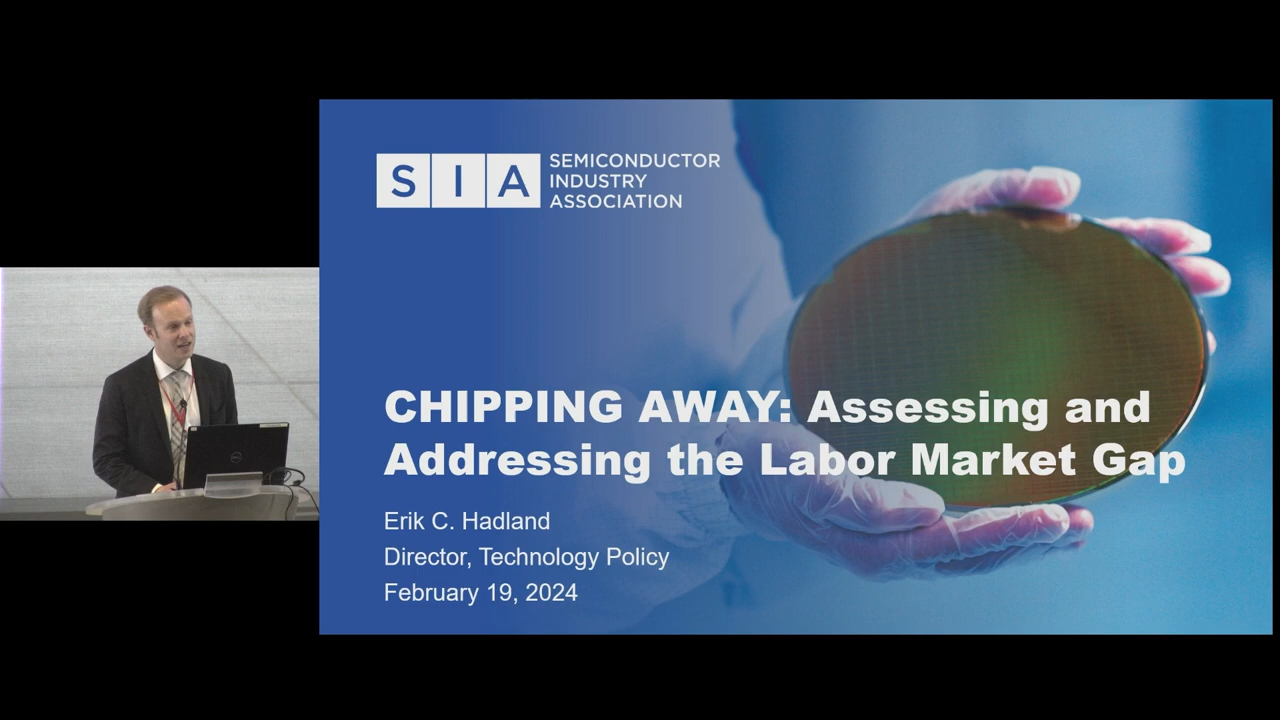 SIA
SEMICONDUCTOR
INDUSTRY
ASSOCIATION
CHIPPING AWAY: Assessing and
Addressing the Labor Market Gap
Erik C. Hadland
Director, Technology Policy
February 19, 2024